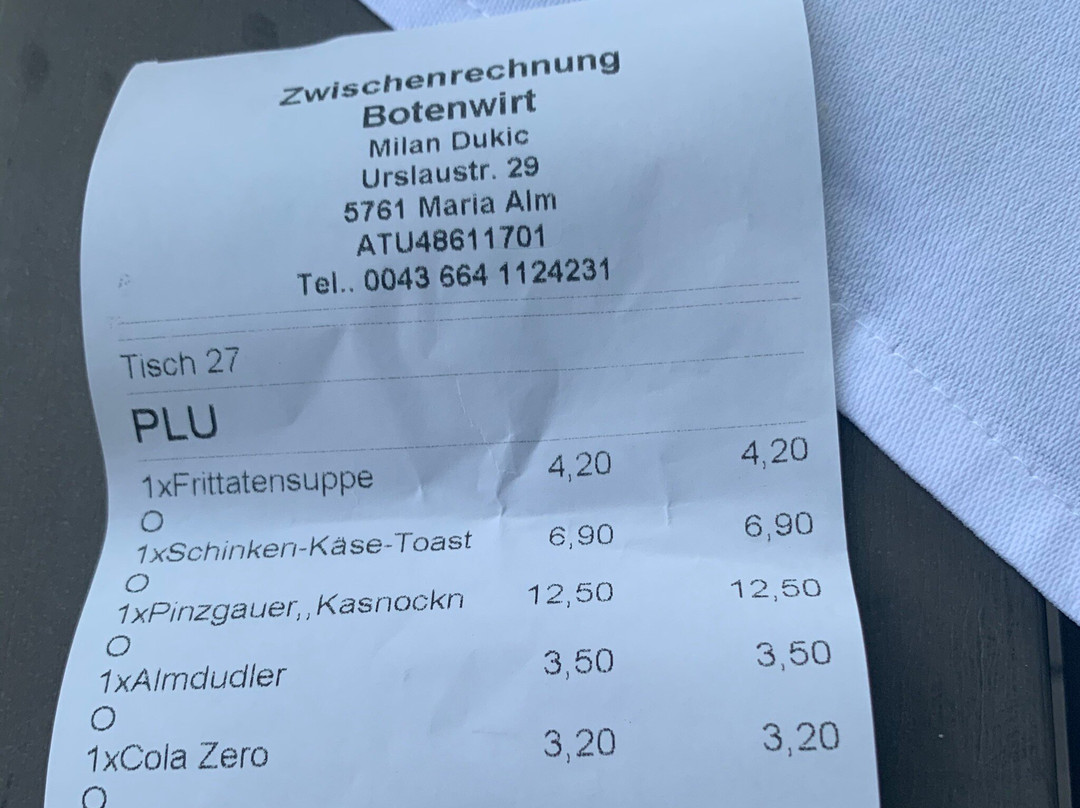 Zwischenrechnung
Botenwirt
Milan Dukic
Urslaustr. 29
5761 Maria Alm
ATU48611701
Tel.. 0043 664 1124231
Tisch 27
PLU
1xFrittatensuppe 4,20 4,20
O
1xSchinken-Käse-Toast 6,90 6,90
O
1xPinzgauer,,Kasnockn 12,50 12,50
O
1xAlmdudler 3,50 3,50
O
1xCola Zero 3,20 3,20
O